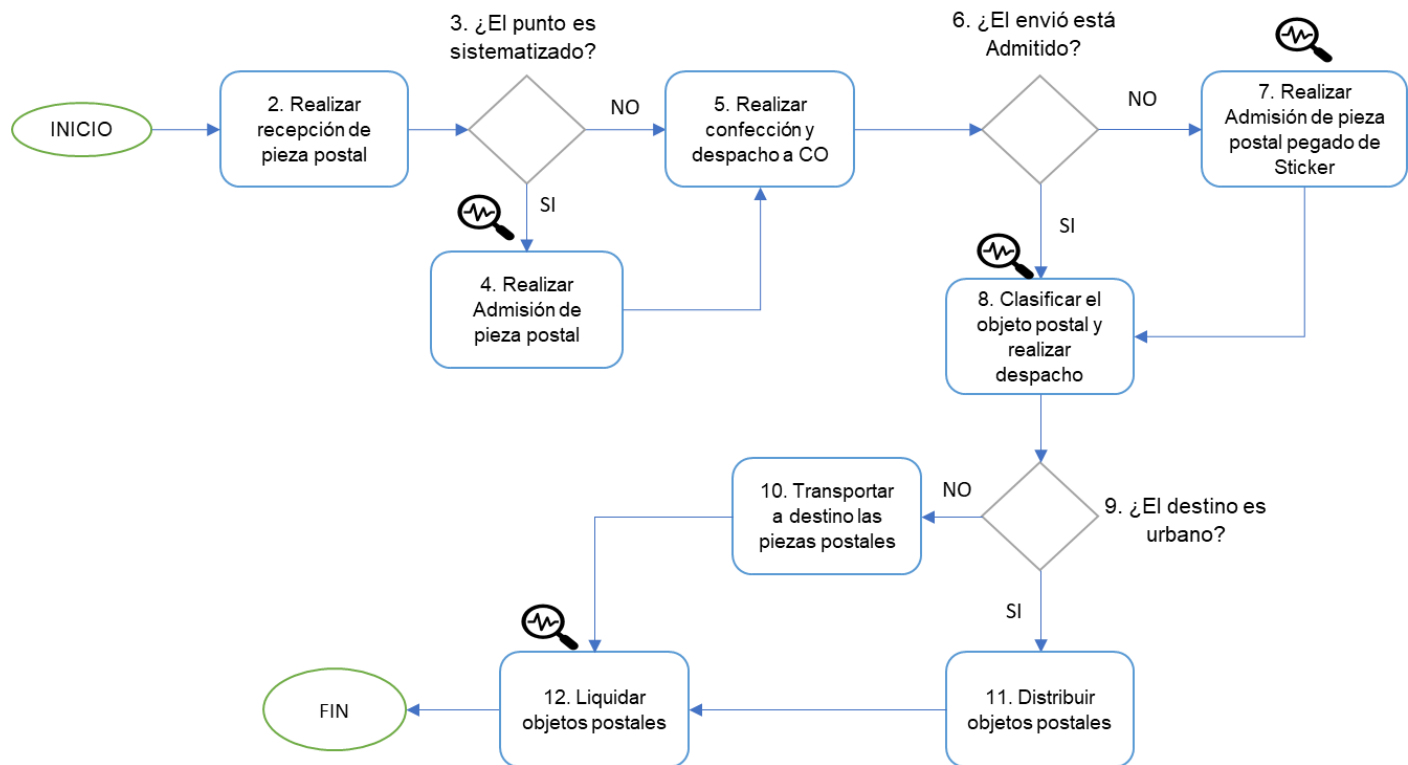 3. ¿El punto es
sistematizado?
6. ¿El envió está
Admitido?
INICIO
2. Realizar
recepción de
pieza postal
NO
5. Realizar
confección y
despacho a CO
NO
7. Realizar
Admisión de pieza
postal pegado de
Sticker
SI
SI
4. Realizar
Admisión de
pieza postal
8. Clasificar el
objeto postal y
realizar
despacho
10. Transportar
a destino las
piezas postales
NO
9. ¿El destino es
urbano?
SI
FIN
12. Liquidar
objetos postales
11. Distribuir
objetos postales